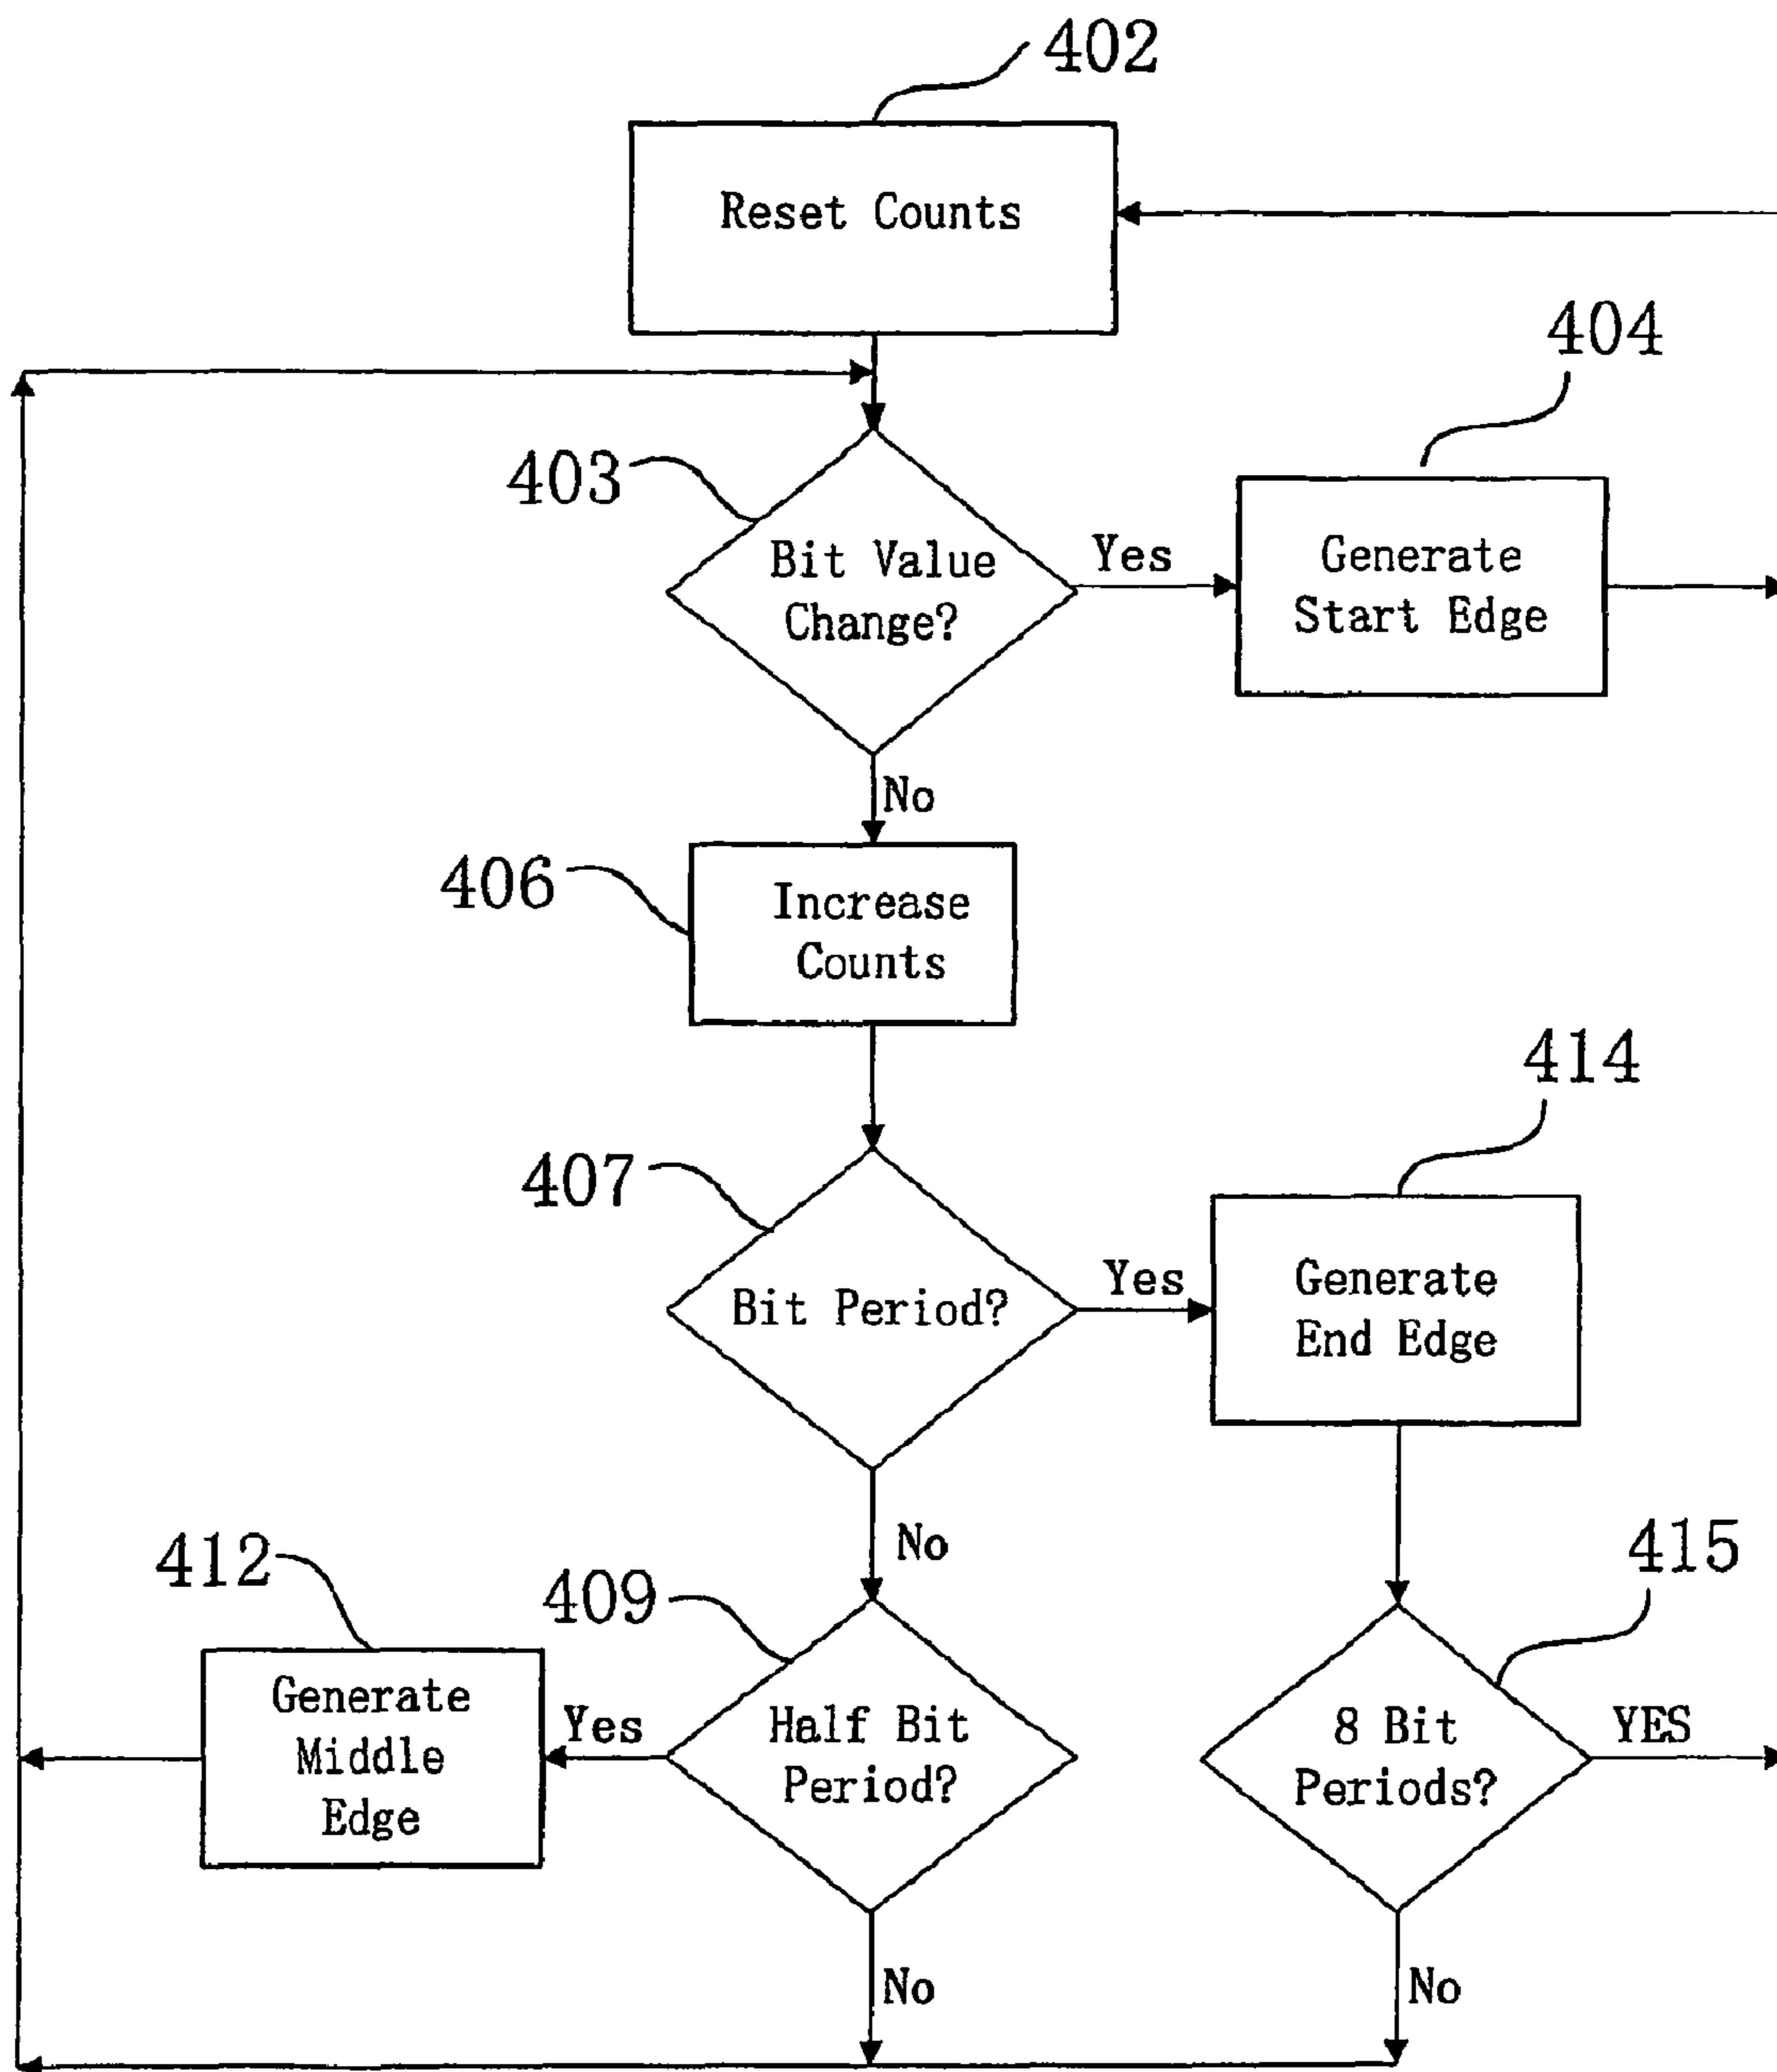 402
Reset Counts
404
403
Bit Value
Change?
Yes
Generate
Start Edge
No
406
Increase
Counts
414
407
Bit Period?
Yes
Generate
End Edge
No
412
409
415
Generate
Middle
Edge
Yes
Half Bit
Period?
8 Bit
Periods?
YES
No
No